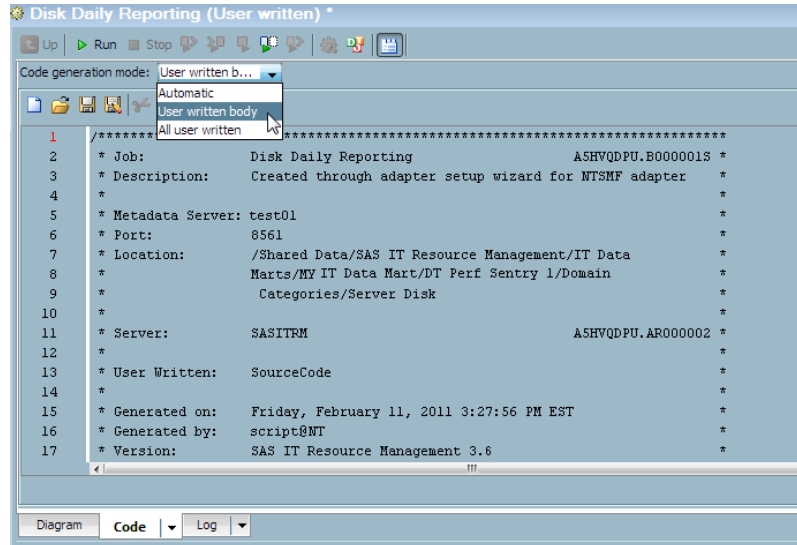 Disk Daily Reporting (User written) *
Up Run Stop
Code generation mode: User written b...
Automatic
User written body
All user written
1 /************************************************************************
2 * Job: Disk Daily Reporting A5HVQDPU.B000001S *
3 * Description: Created through adapter setup wizard for NTSMF adapter *
4 * *
5 * Metadata Server: test01 *
6 * Port: 8561 *
7 * Location: /Shared Data/SAS IT Resource Management/IT Data *
8 * Marts/MY IT Data Mart/DT Perf Sentry 1/Domain *
9 * Categories/Server Disk *
10 * *
11 * Server: SASITRM A5HVQDPU.AR000002 *
12 * *
13 * User Written: SourceCode *
14 * *
15 * Generated on: Friday, February 11, 2011 3:27:56 PM EST *
16 * Generated by: script@NT *
17 * Version: SAS IT Resource Management 3.6 *
Diagram Code Log